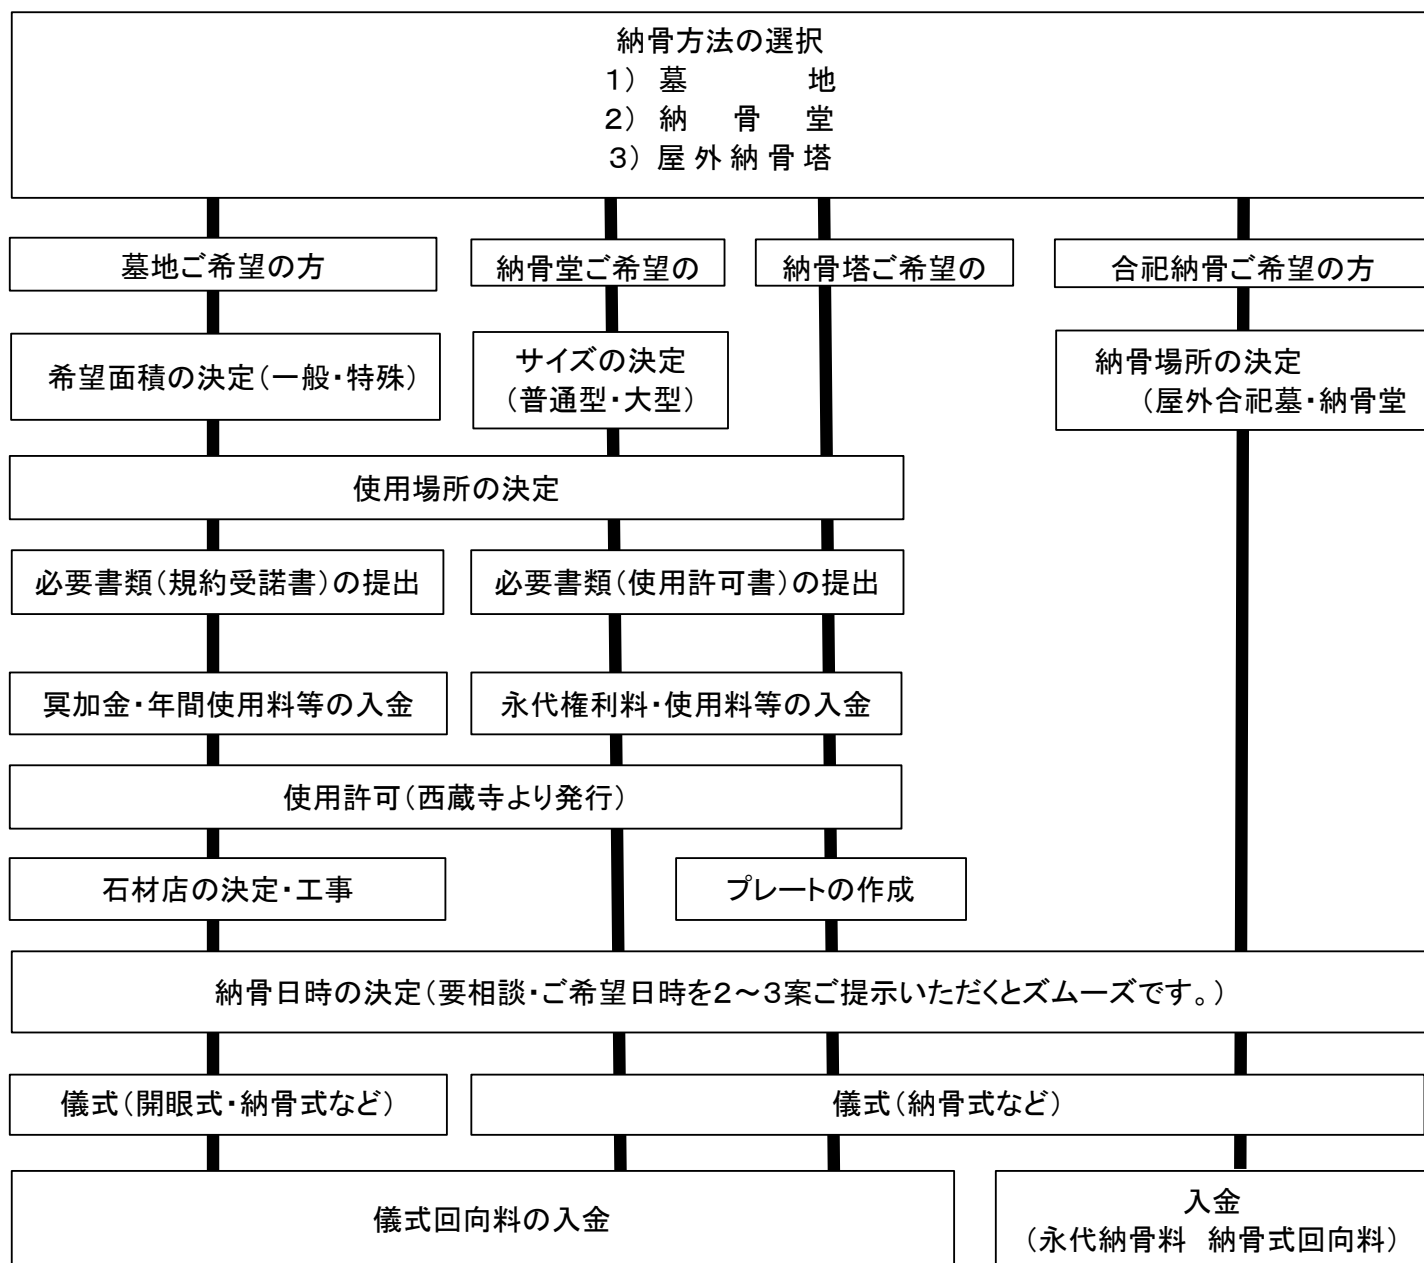 納骨方法の選択
1) 墓 地
2) 納 骨 堂
3) 屋外納骨塔
墓地ご希望の方
納骨堂ご希望の
納骨塔ご希望の
合祀納骨ご希望の方
希望面積の決定(一般・特殊)
サイズの決定
(普通型・大型)
納骨場所の決定
(屋外合祀墓・納骨堂
使用場所の決定
必要書類(規約受諾書)の提出
必要書類(使用許可書)の提出
冥加金・年間使用料等の入金
永代権利料・使用料等の入金
使用許可(西蔵寺より発行)
石材店の決定・工事
プレートの作成
納骨日時の決定(要相談・ご希望日時を2~3案ご提示いただくとズムーズです。)
儀式(開眼式・納骨式など)
儀式(納骨式など)
儀式回向料の入金
入金
(永代納骨料 納骨式回向料)